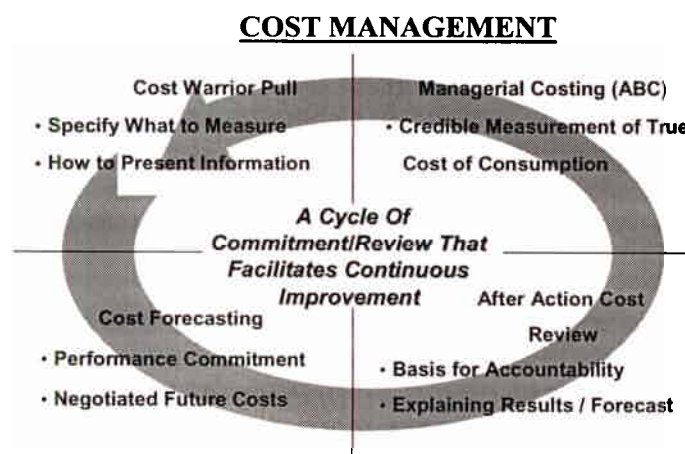 COST MANAGEMENT
Cost Warrior Pull
• Specify What to Measure
• How to Present Information
Managerial Costing (ABC)
• Credible Measurement of True
Cost of Consumption
A Cycle Of
Commitment/Review That
Facilitates Continuous
Improvement
Cost Forecasting
• Performance Commitment
• Negotiated Future Costs
After Action Cost
Review
• Basis for Accountability
• Explaining Results / Forecast